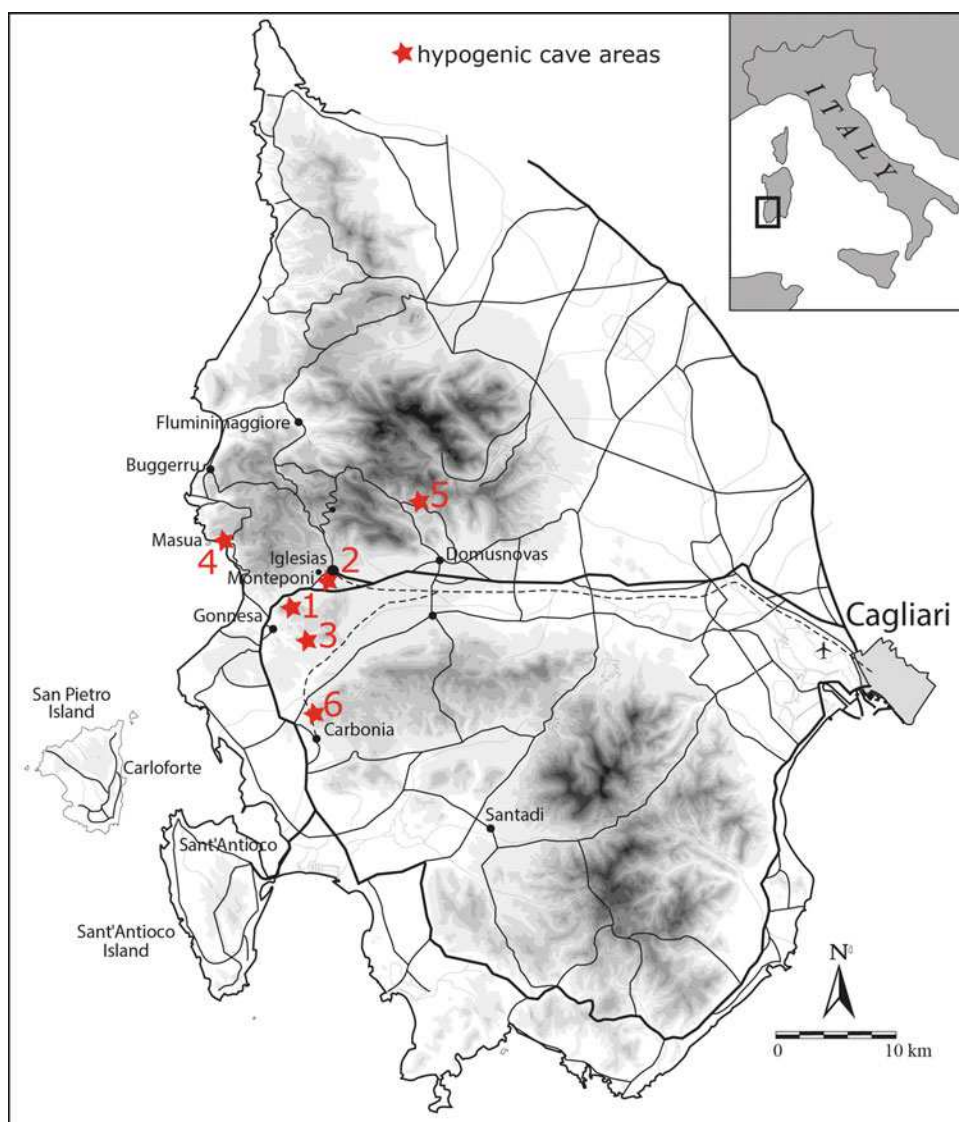 hypogenic cave areas
ITALY
Fluminimaggiore
Buggerru
5
Masua
4
Domusnovas
Iglesias
2
Monteponi
1
Gonnesa
3
Cagliari
San Pietro
Island
6
Carbonia
Carloforte
Santadi
Sant'Antioco
Sant'Antioco
Island
N
0 10 km